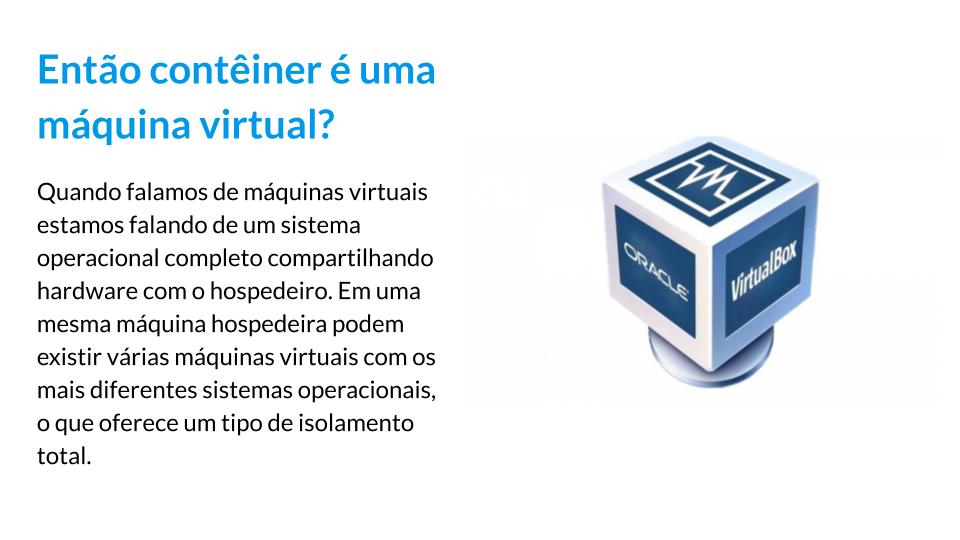 Então contêiner é uma
máquina virtual?
Quando falamos de máquinas virtuais
estamos falando de um sistema
operacional completo compartilhando
hardware com o hospedeiro. Em uma
mesma máquina hospedeira podem
existir várias máquinas virtuais com os
mais diferentes sistemas operacionais,
o que oferece um tipo de isolamento
total.
ORACLE
VirtualBox